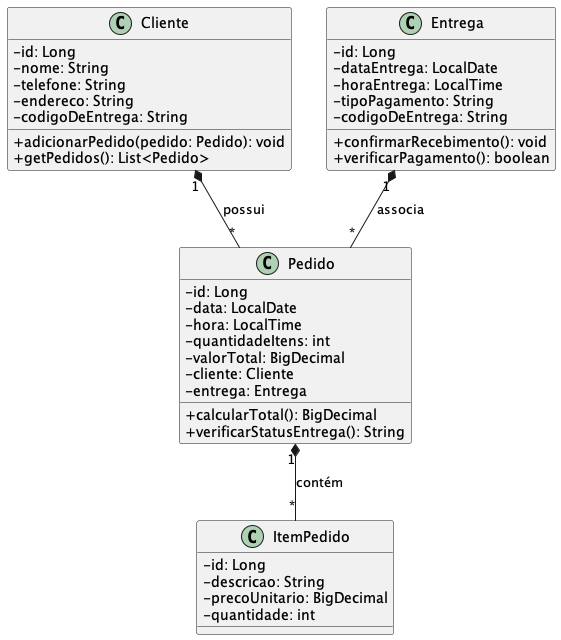 C Cliente
-id: Long
-nome: String
-telefone: String
-endereco: String
-codigoDeEntrega: String
+adicionarPedido(pedido: Pedido): void
+getPedidos(): List<Pedido>
C Entrega
-id: Long
-dataEntrega: LocalDate
-horaEntrega: LocalTime
-tipoPagamento: String
-codigoDeEntrega: String
+confirmarRecebimento(): void
+verificarPagamento(): boolean
1
possui
*
1
associa
*
C Pedido
-id: Long
-data: LocalDate
-hora: LocalTime
-quantidadeItens: int
-valorTotal: BigDecimal
-cliente: Cliente
-entrega: Entrega
+calcularTotal(): BigDecimal
+verificarStatusEntrega(): String
1
contém
*
C ItemPedido
-id: Long
-descricao: String
-precoUnitario: BigDecimal
-quantidade: int